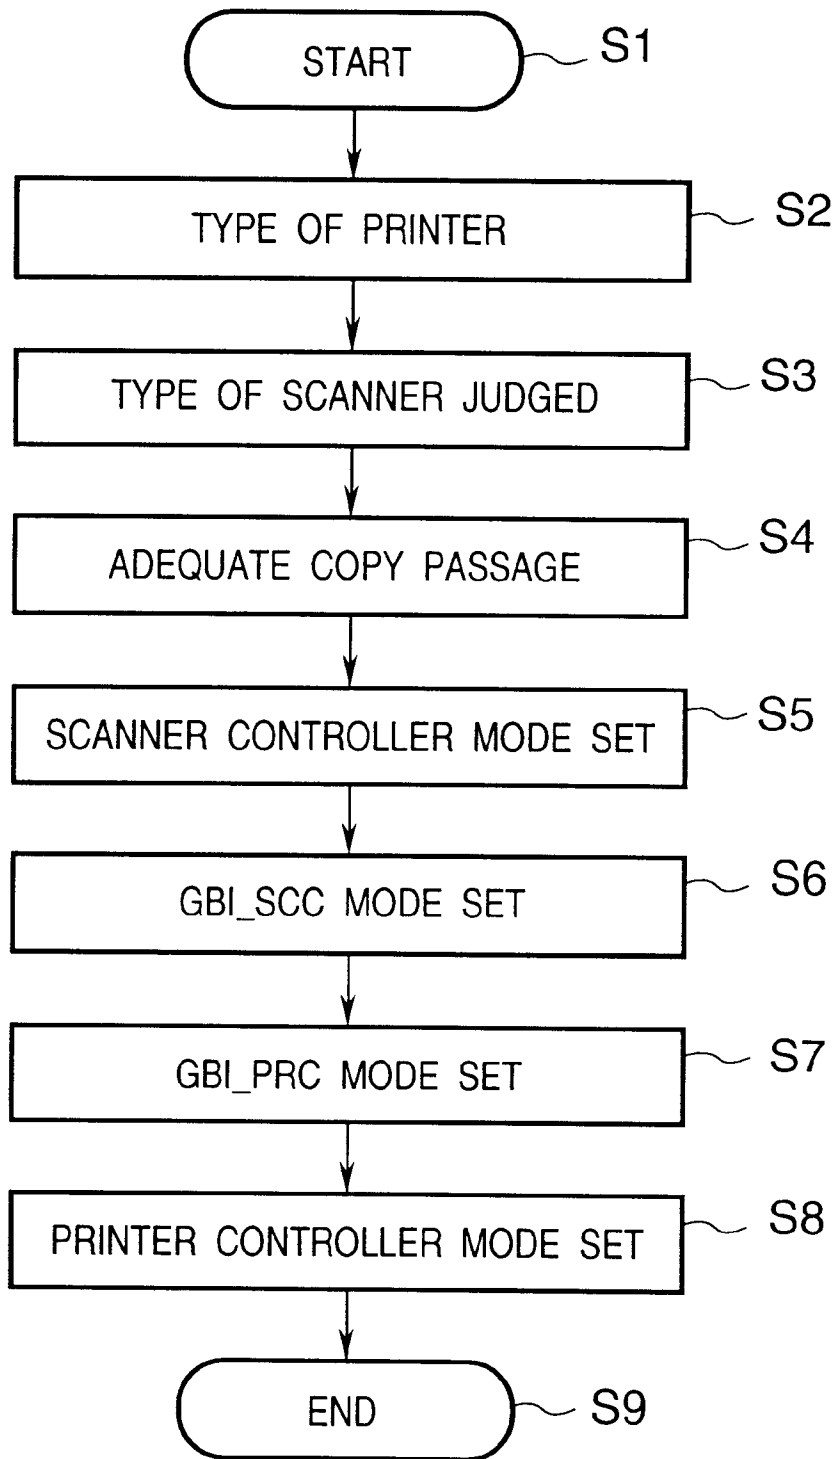 START S1
TYPE OF PRINTER S2
TYPE OF SCANNER JUDGED S3
ADEQUATE COPY PASSAGE S4
SCANNER CONTROLLER MODE SET S5
GBI_SCC MODE SET S6
GBI_PRC MODE SET S7
PRINTER CONTROLLER MODE SET S8
END S9